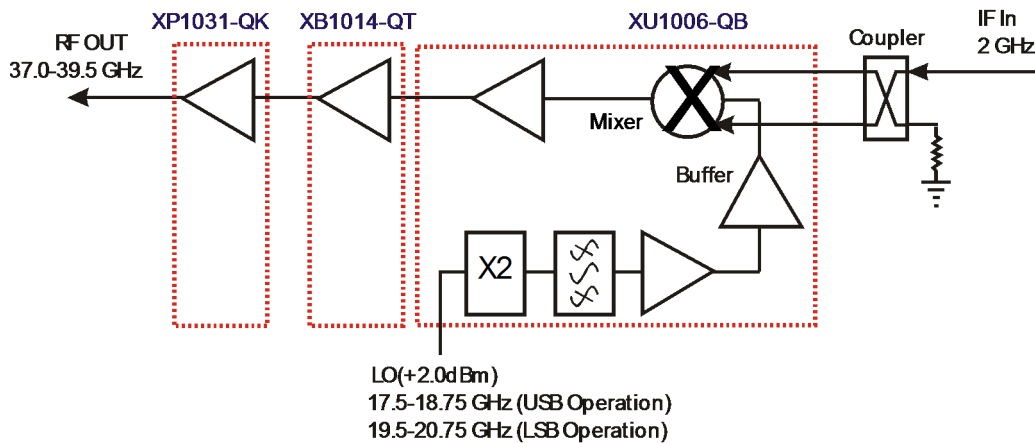 XP1031-QK
XB1014-QT
XU1006-QB
RF OUT
37.0-39.5 GHz
Coupler
IF In
2 GHz
Mixer
X
Buffer
X2
LO(+2.0dBm)
17.5-18.75 GHz (USB Operation)
19.5-20.75 GHz (LSB Operation)